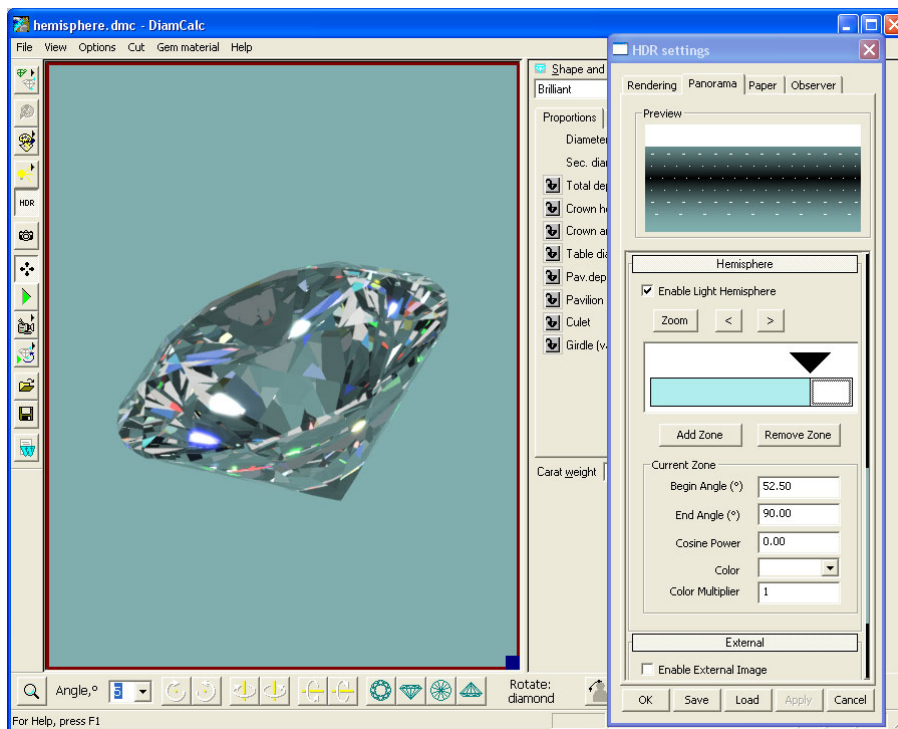 hemisphere.dmc - DiamCalc
File View Options Cut Gem material Help
HDR
Shape and
Brilliant
Proportions
Diameter
Sec. dia
Total dep
Crown he
Crown a
Table dia
Pav.dep
Pavilion
Culet
Girdle (v
Carat weight
HDR settings
Rendering Panorama Paper Observer
Preview
Hemisphere
Enable Light Hemisphere
Zoom < >
Add Zone Remove Zone
Current Zone
Begin Angle (º) 52.50
End Angle (º) 90.00
Cosine Power 0.00
Color
Color Multiplier 1
External
Enable External Image
OK Save Load Apply Cancel
Angle,º 5
Rotate:
diamond
For Help, press F1